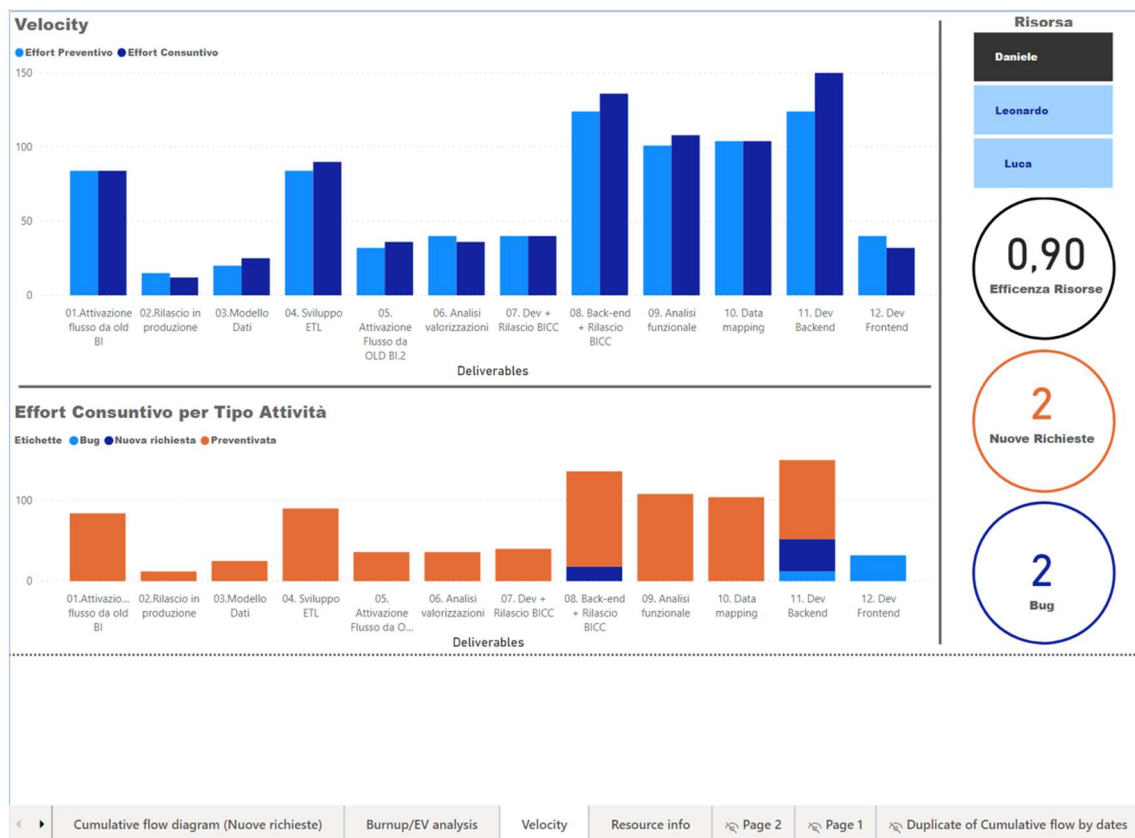 Velocity
Effort Preventivo Effort Consuntivo
150
100
50
0
01.Attivazione
flusso da old
BI
02.Rilascio in
produzione
03.Modello
Dati
04. Sviluppo
ETL
05.
Attivazione
Flusso da
OLD BI.2
06. Analisi
valorizzazioni
07. Dev +
Rilascio BICC
08. Back-end
+ Rilascio
BICC
09. Analisi
funzionale
10. Data
mapping
11. Dev
Backend
12. Dev
Frontend
Deliverables
Effort Consuntivo per Tipo Attività
Etichette Bug Nuova richiesta Preventivata
100
0
01.Attivazio...
flusso da old
BI
02.Rilascio in
produzione
03.Modello
Dati
04. Sviluppo
ETL
05.
Attivazione
Flusso da O...
06. Analisi
valorizzazioni
07. Dev +
Rilascio BICC
08. Back-end
+ Rilascio
BICC
09. Analisi
funzionale
10. Data
mapping
11. Dev
Backend
12. Dev
Frontend
Deliverables
Risorsa
Daniele
Leonardo
Luca
0,90
Efficenza Risorse
2
Nuove Richieste
2
Bug
Cumulative flow diagram (Nuove richieste) Burnup/EV analysis Velocity Resource info Page 2 Page 1 Duplicate of Cumulative flow by dates